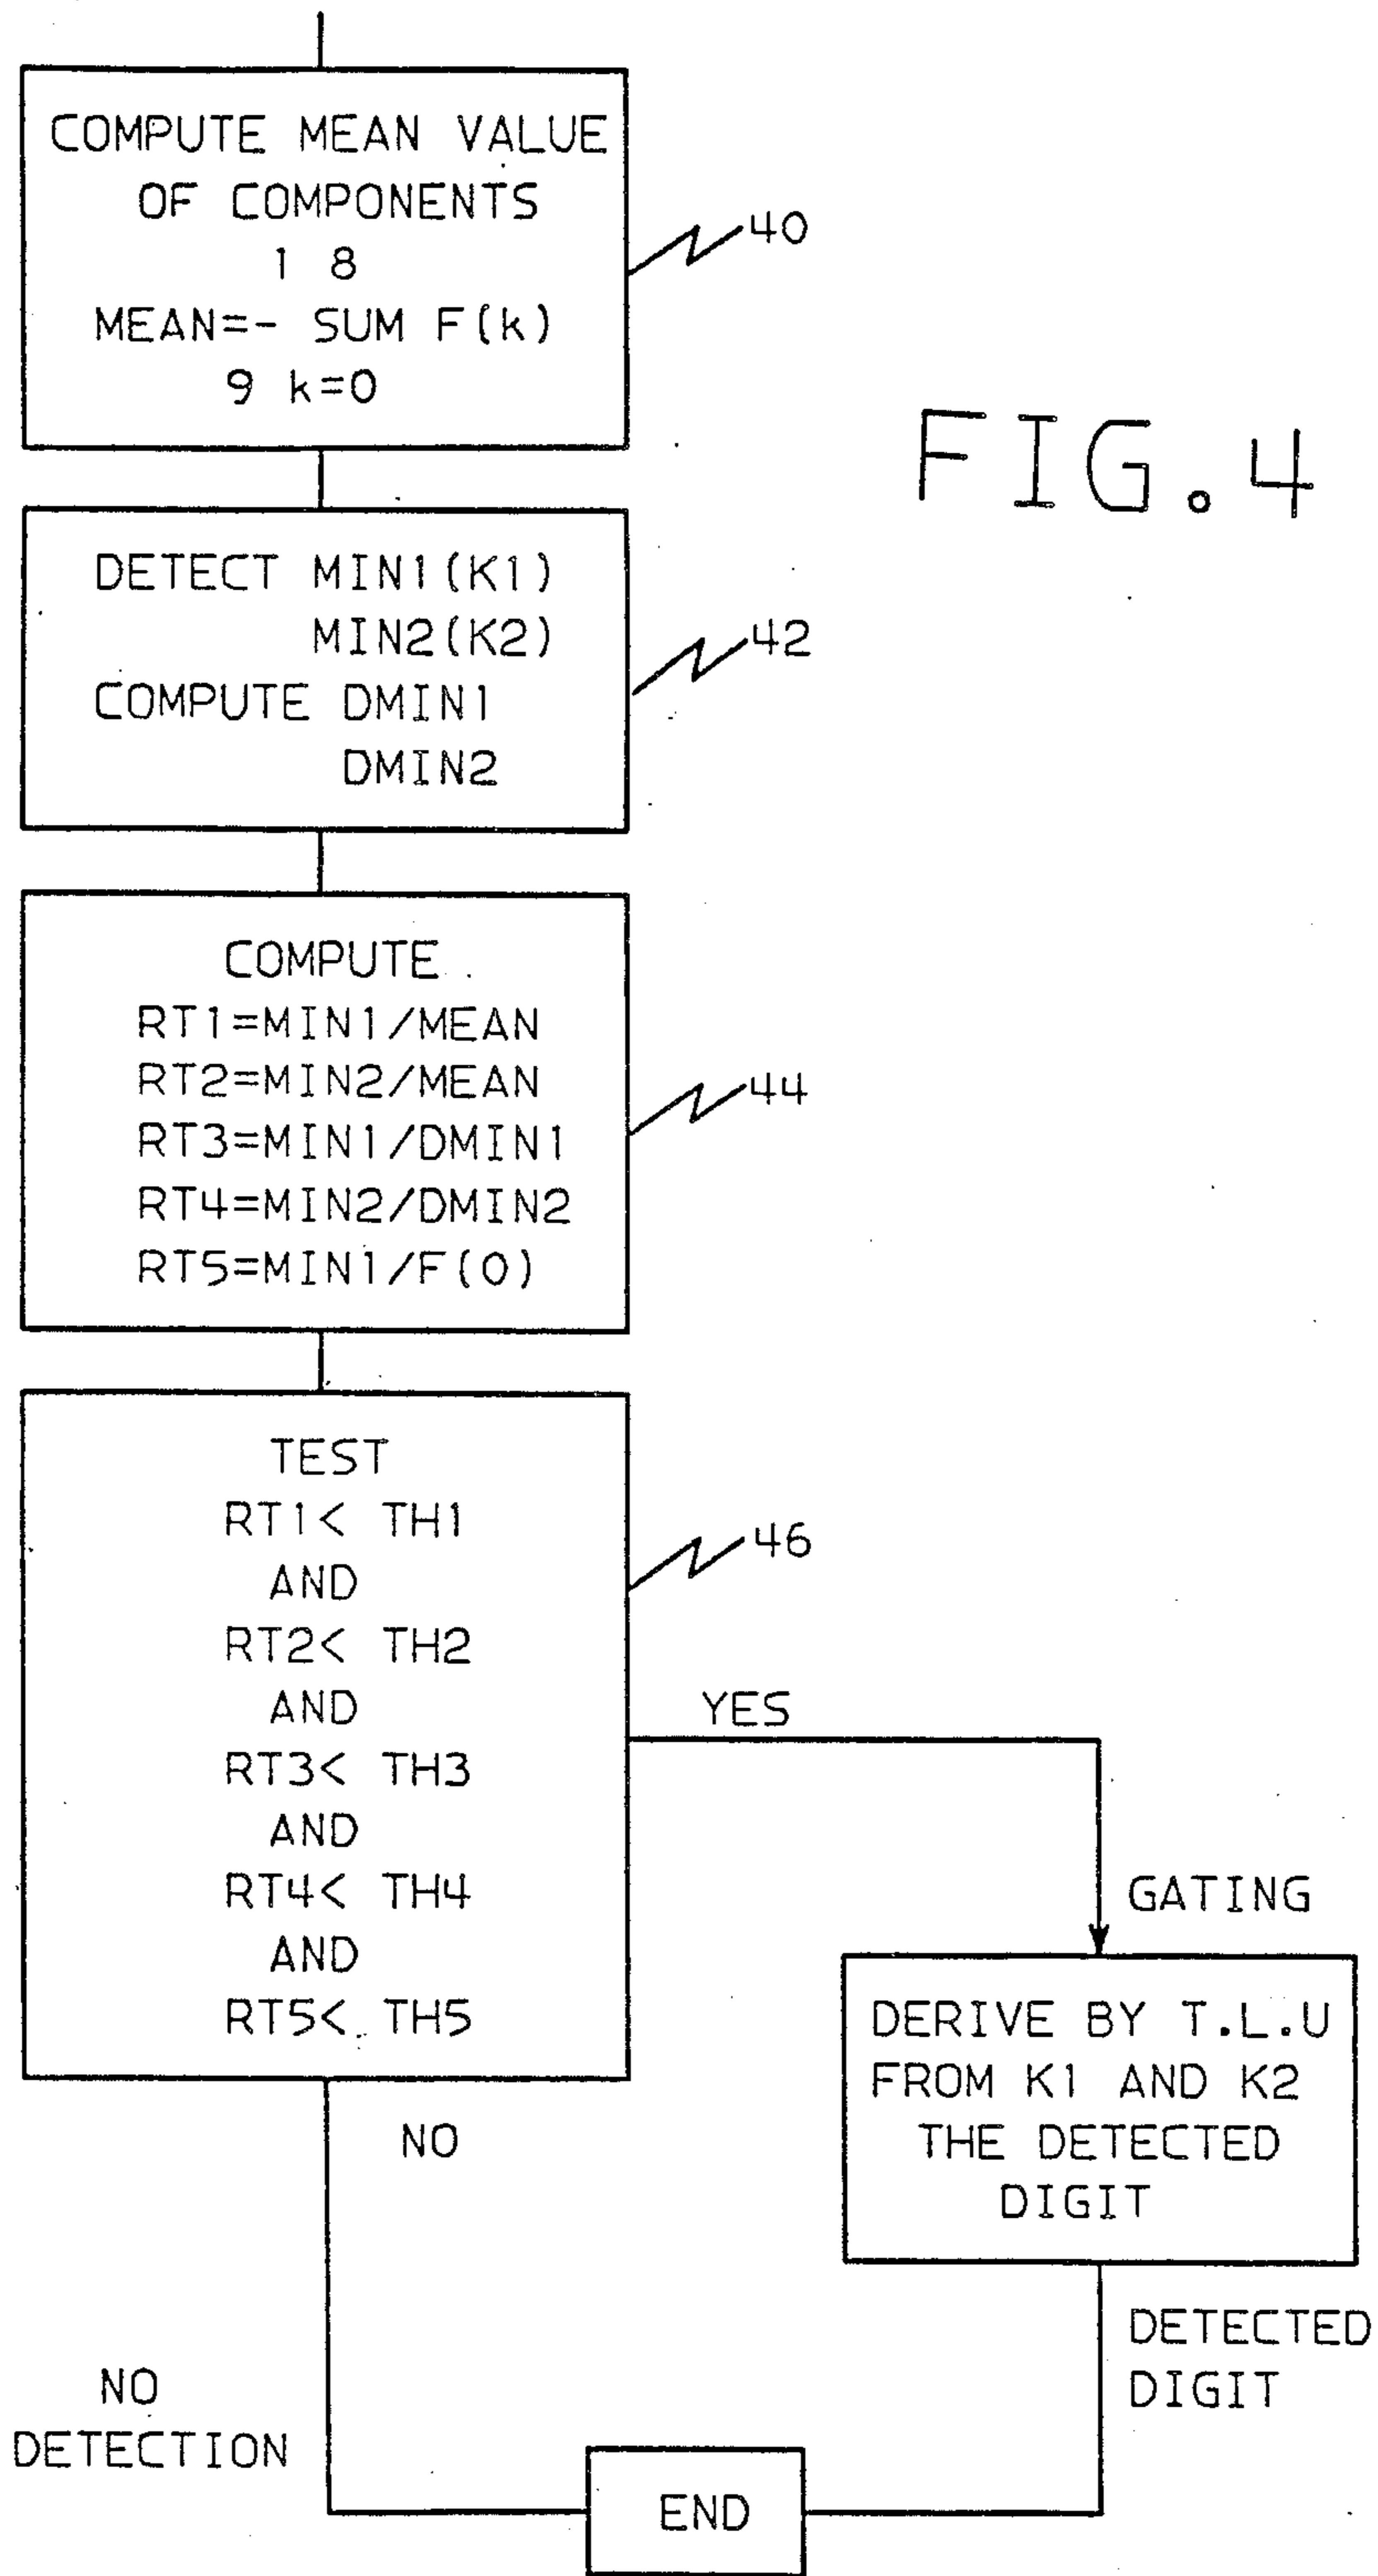 COMPUTE MEAN VALUE
OF COMPONENTS
1 8
MEAN=- SUM F(k)
9 k=0
40
FIG.4
DETECT MIN1(K1)
MIN2(K2)
COMPUTE DMIN1
DMIN2
42
COMPUTE
RT1=MIN1/MEAN
RT2=MIN2/MEAN
RT3=MIN1/DMIN1
RT4=MIN2/DMIN2
RT5=MIN1/F(0)
44
TEST
RT1< TH1
AND
RT2< TH2
AND
RT3< TH3
AND
RT4< TH4
AND
RT5< TH5
46
YES
GATING
DERIVE BY T.L.U
FROM K1 AND K2
THE DETECTED
DIGIT
NO
DETECTED
DIGIT
NO
DETECTION
END